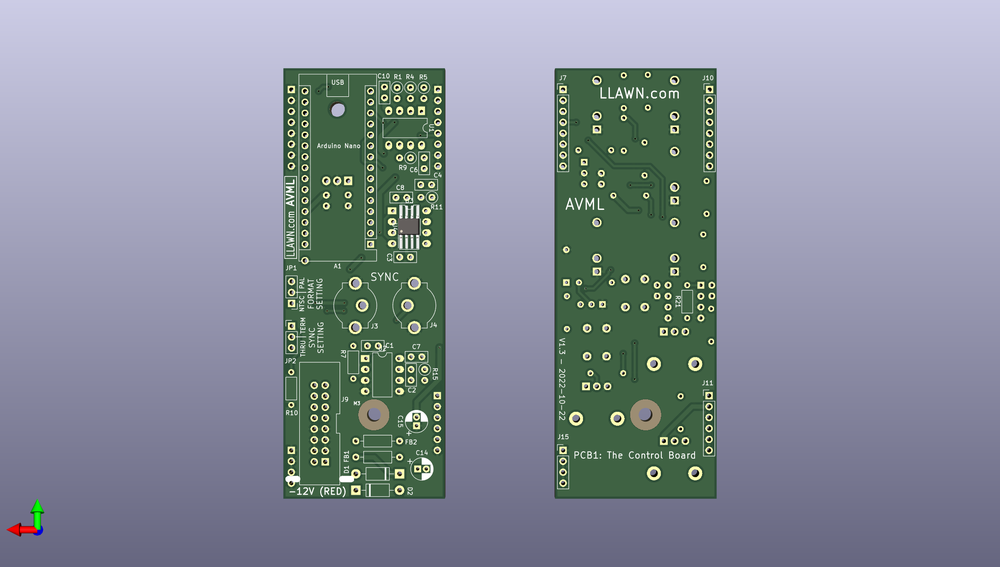 USB
C10 R1 R4 R5
U1
Arduino Nano
R9
C6
C4
C8
R11
LLAWN.com AVML
C3
A1
JP1
SYNC
NTSC | PAL
FORMAT
SETTING
J3
J4
THRU | TERM
SYNC
SETTING
JP2
R7
C1
C7
R15
C2
R10
J9
M3
C15
FB2
FB1
C14
D1
D2
-12V (RED)
J7
J10
LLAWN.com
AVML
R21
V1.3 - 2022-10-22
J11
J15
PCB1: The Control Board